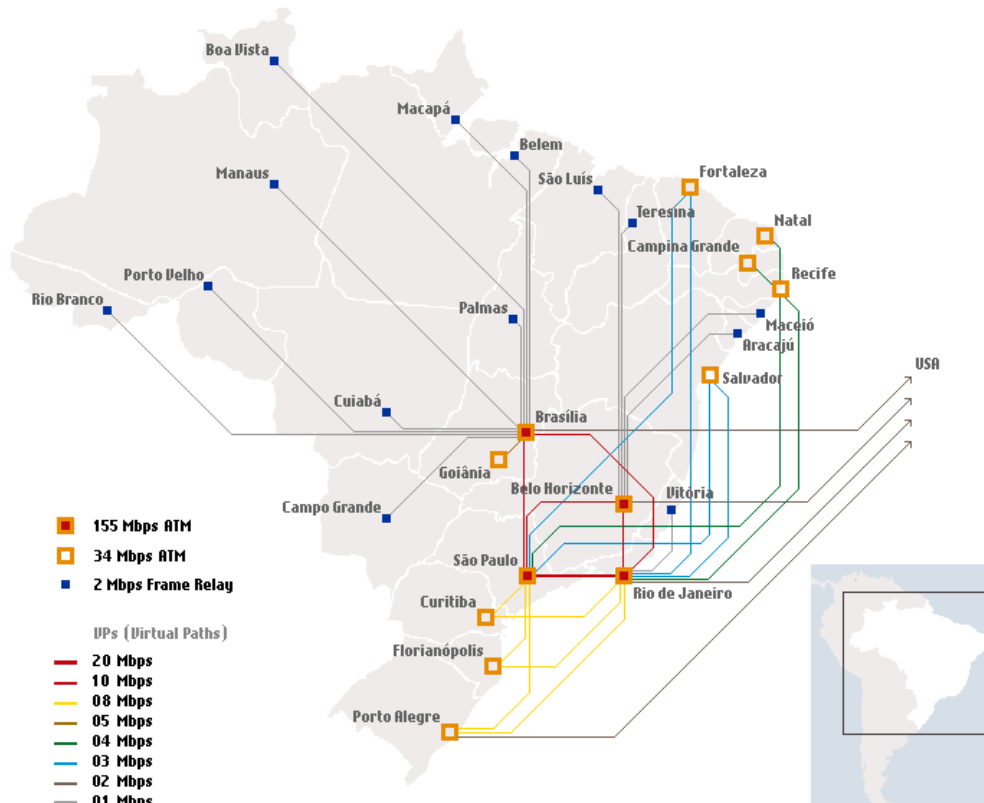 Boa Vista
Macapá
Belem
Manaus
São Luís
Fortaleza
Teresina
Natal
Campina Grande
Porto Velho
Recife
Rio Branco
Palmas
Maceió
Aracajú
USA
Salvador
Cuiabá
Brasília
Goiânia
Belo Horizonte
Vitória
Campo Grande
155 Mbps ATM
34 Mbps ATM
São Paulo
2 Mbps Frame Relay
Rio de Janeiro
Curitiba
VPs (Virtual Paths)
Florianópolis
20 Mbps
10 Mbps
08 Mbps
Porto Alegre
05 Mbps
04 Mbps
03 Mbps
02 Mbps
01 Mbps